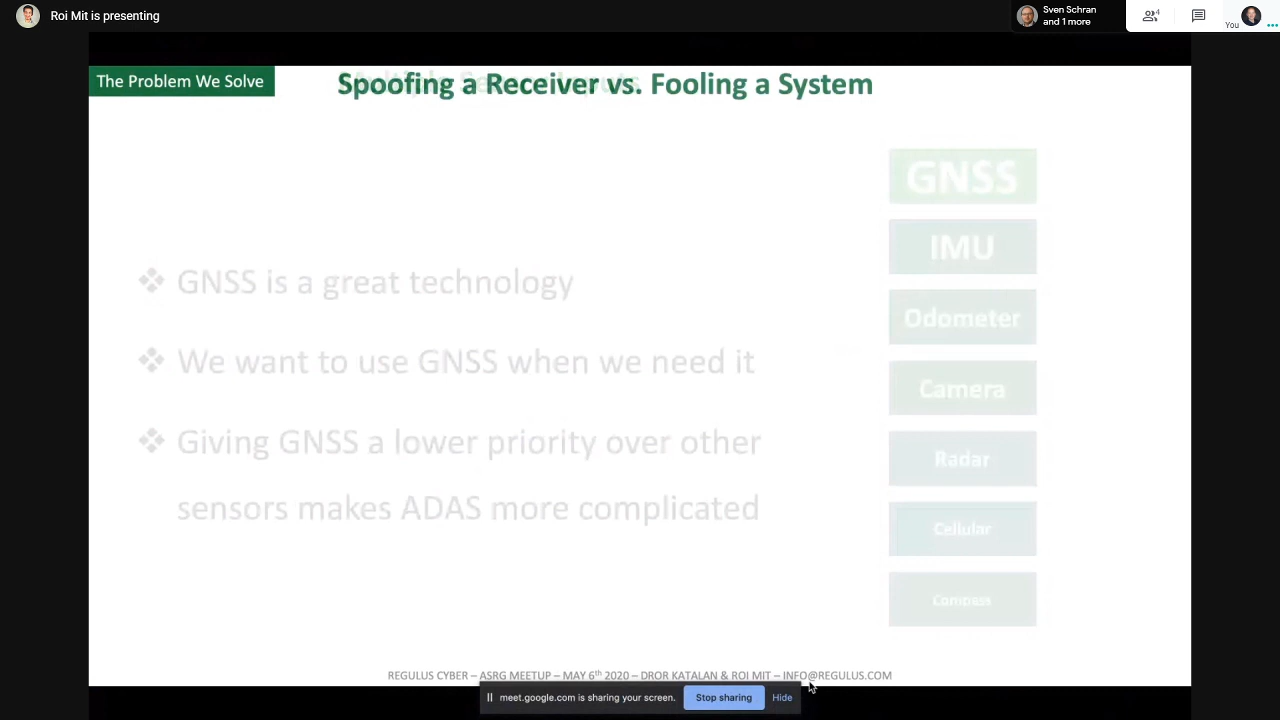 Roi Mit is presenting
Sven Schran
and 1 more
4
You
The Problem We Solve
Spoofing a Receiver vs. Fooling a System
GNSS
IMU
❖ GNSS is a great technology
Odometer
❖ We want to use GNSS when we need it
Camera
❖ Giving GNSS a lower priority over other
sensors makes ADAS more complicated
Radar
Cellular
REGULUS CYBER – ASRG MEETUP – MAY 6th 2020 – DROR KATALAN & ROI MIT – INFO@REGULUS.COM
meet.google.com is sharing your screen.
Stop sharing
Hide